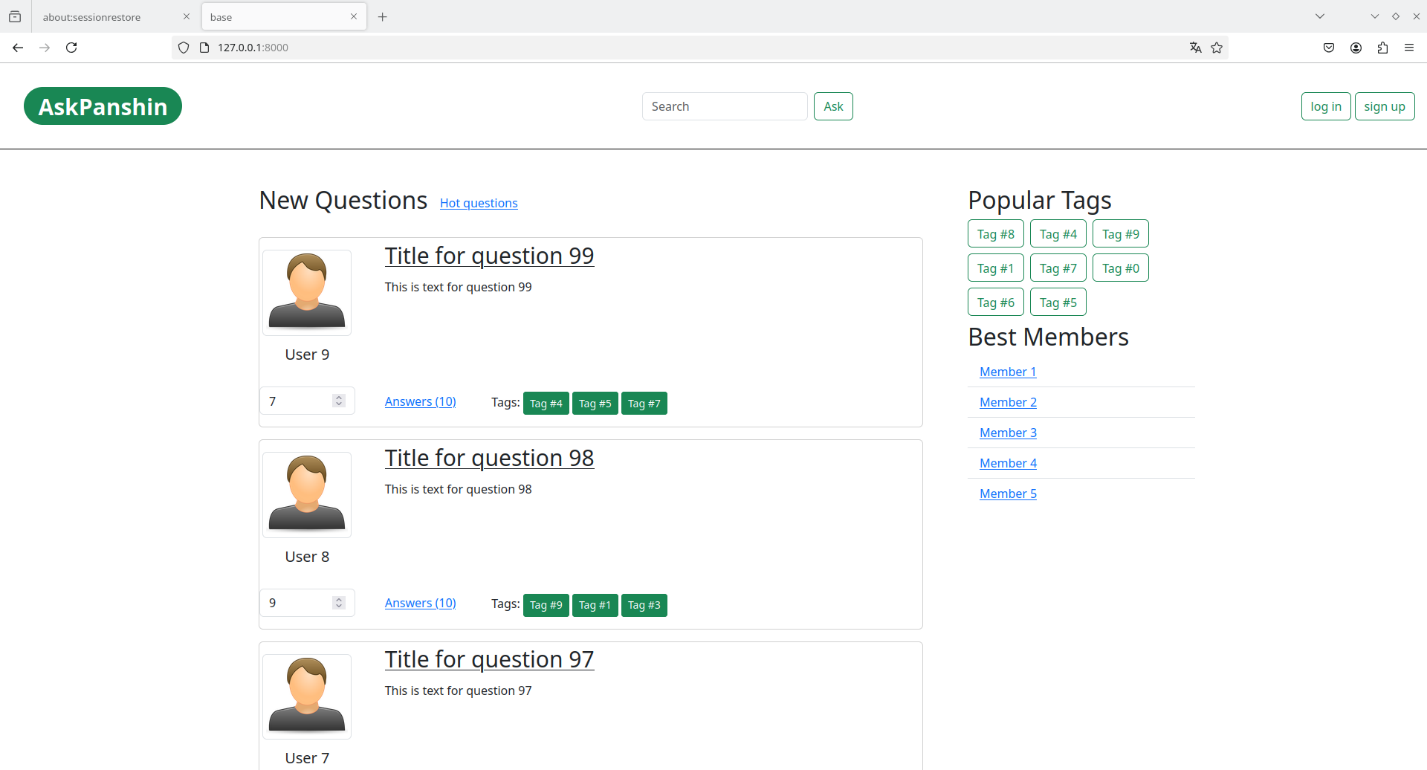 about:sessionrestore
base
127.0.0.1:8000
AskPanshin
Search
Ask
log in
sign up
New Questions
Hot questions
Title for question 99
This is text for question 99
User 9
7
Answers (10)
Tags: Tag #4 Tag #5 Tag #7
Title for question 98
This is text for question 98
User 8
9
Answers (10)
Tags: Tag #9 Tag #1 Tag #3
Title for question 97
This is text for question 97
User 7
Popular Tags
Tag #8 Tag #4 Tag #9
Tag #1 Tag #7 Tag #0
Tag #6 Tag #5
Best Members
Member 1
Member 2
Member 3
Member 4
Member 5